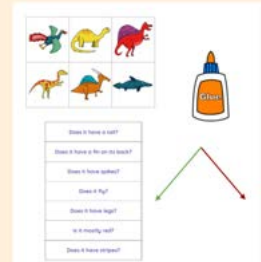 Glue
Does it have a tail?
Does it have a fin on its back?
Does it have spikes?
Does it fly?
Does it have legs?
Is it mostly red?
Does it have stripes?